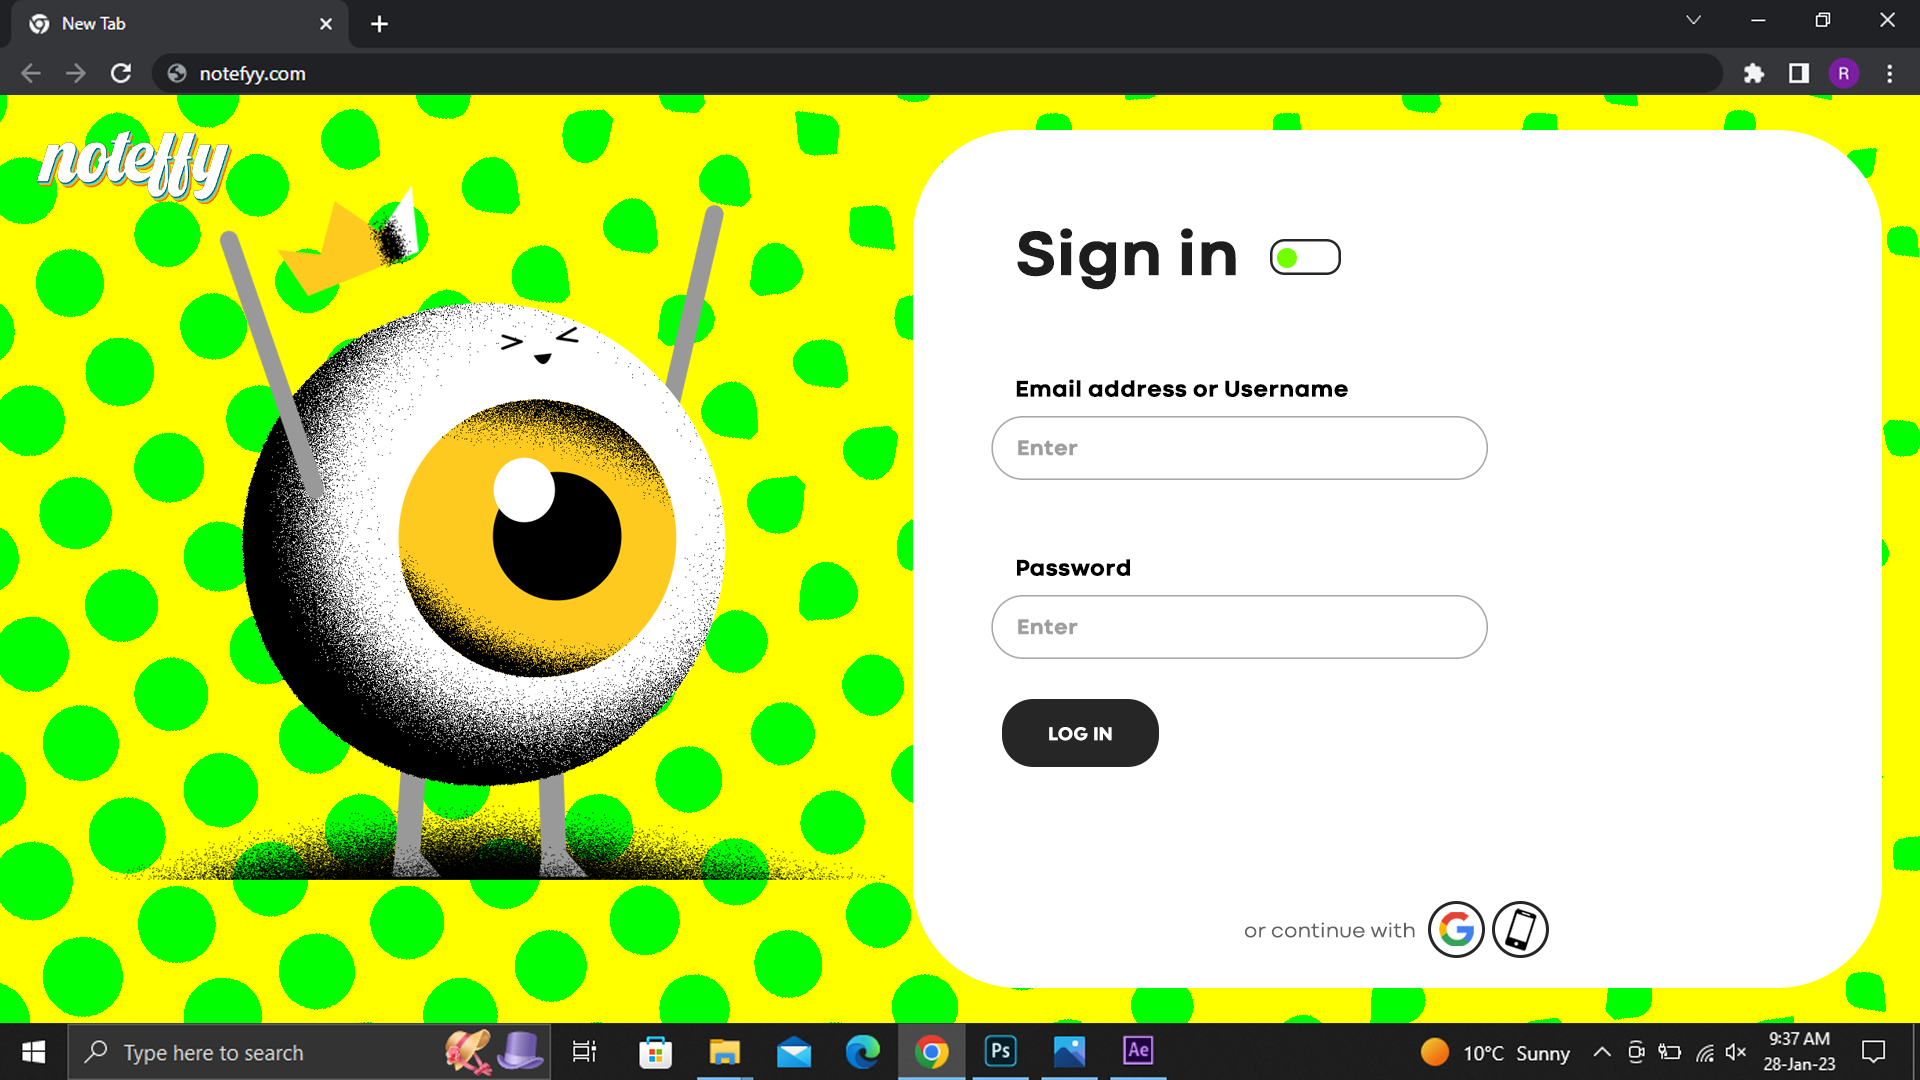 New Tab
notefyy.com
R
noteffy
Sign in
Email address or Username
Enter
Password
Enter
LOG IN
or continue with
G
Type here to search
Ps
Ae
10°C Sunny
9:37 AM
28-Jan-23